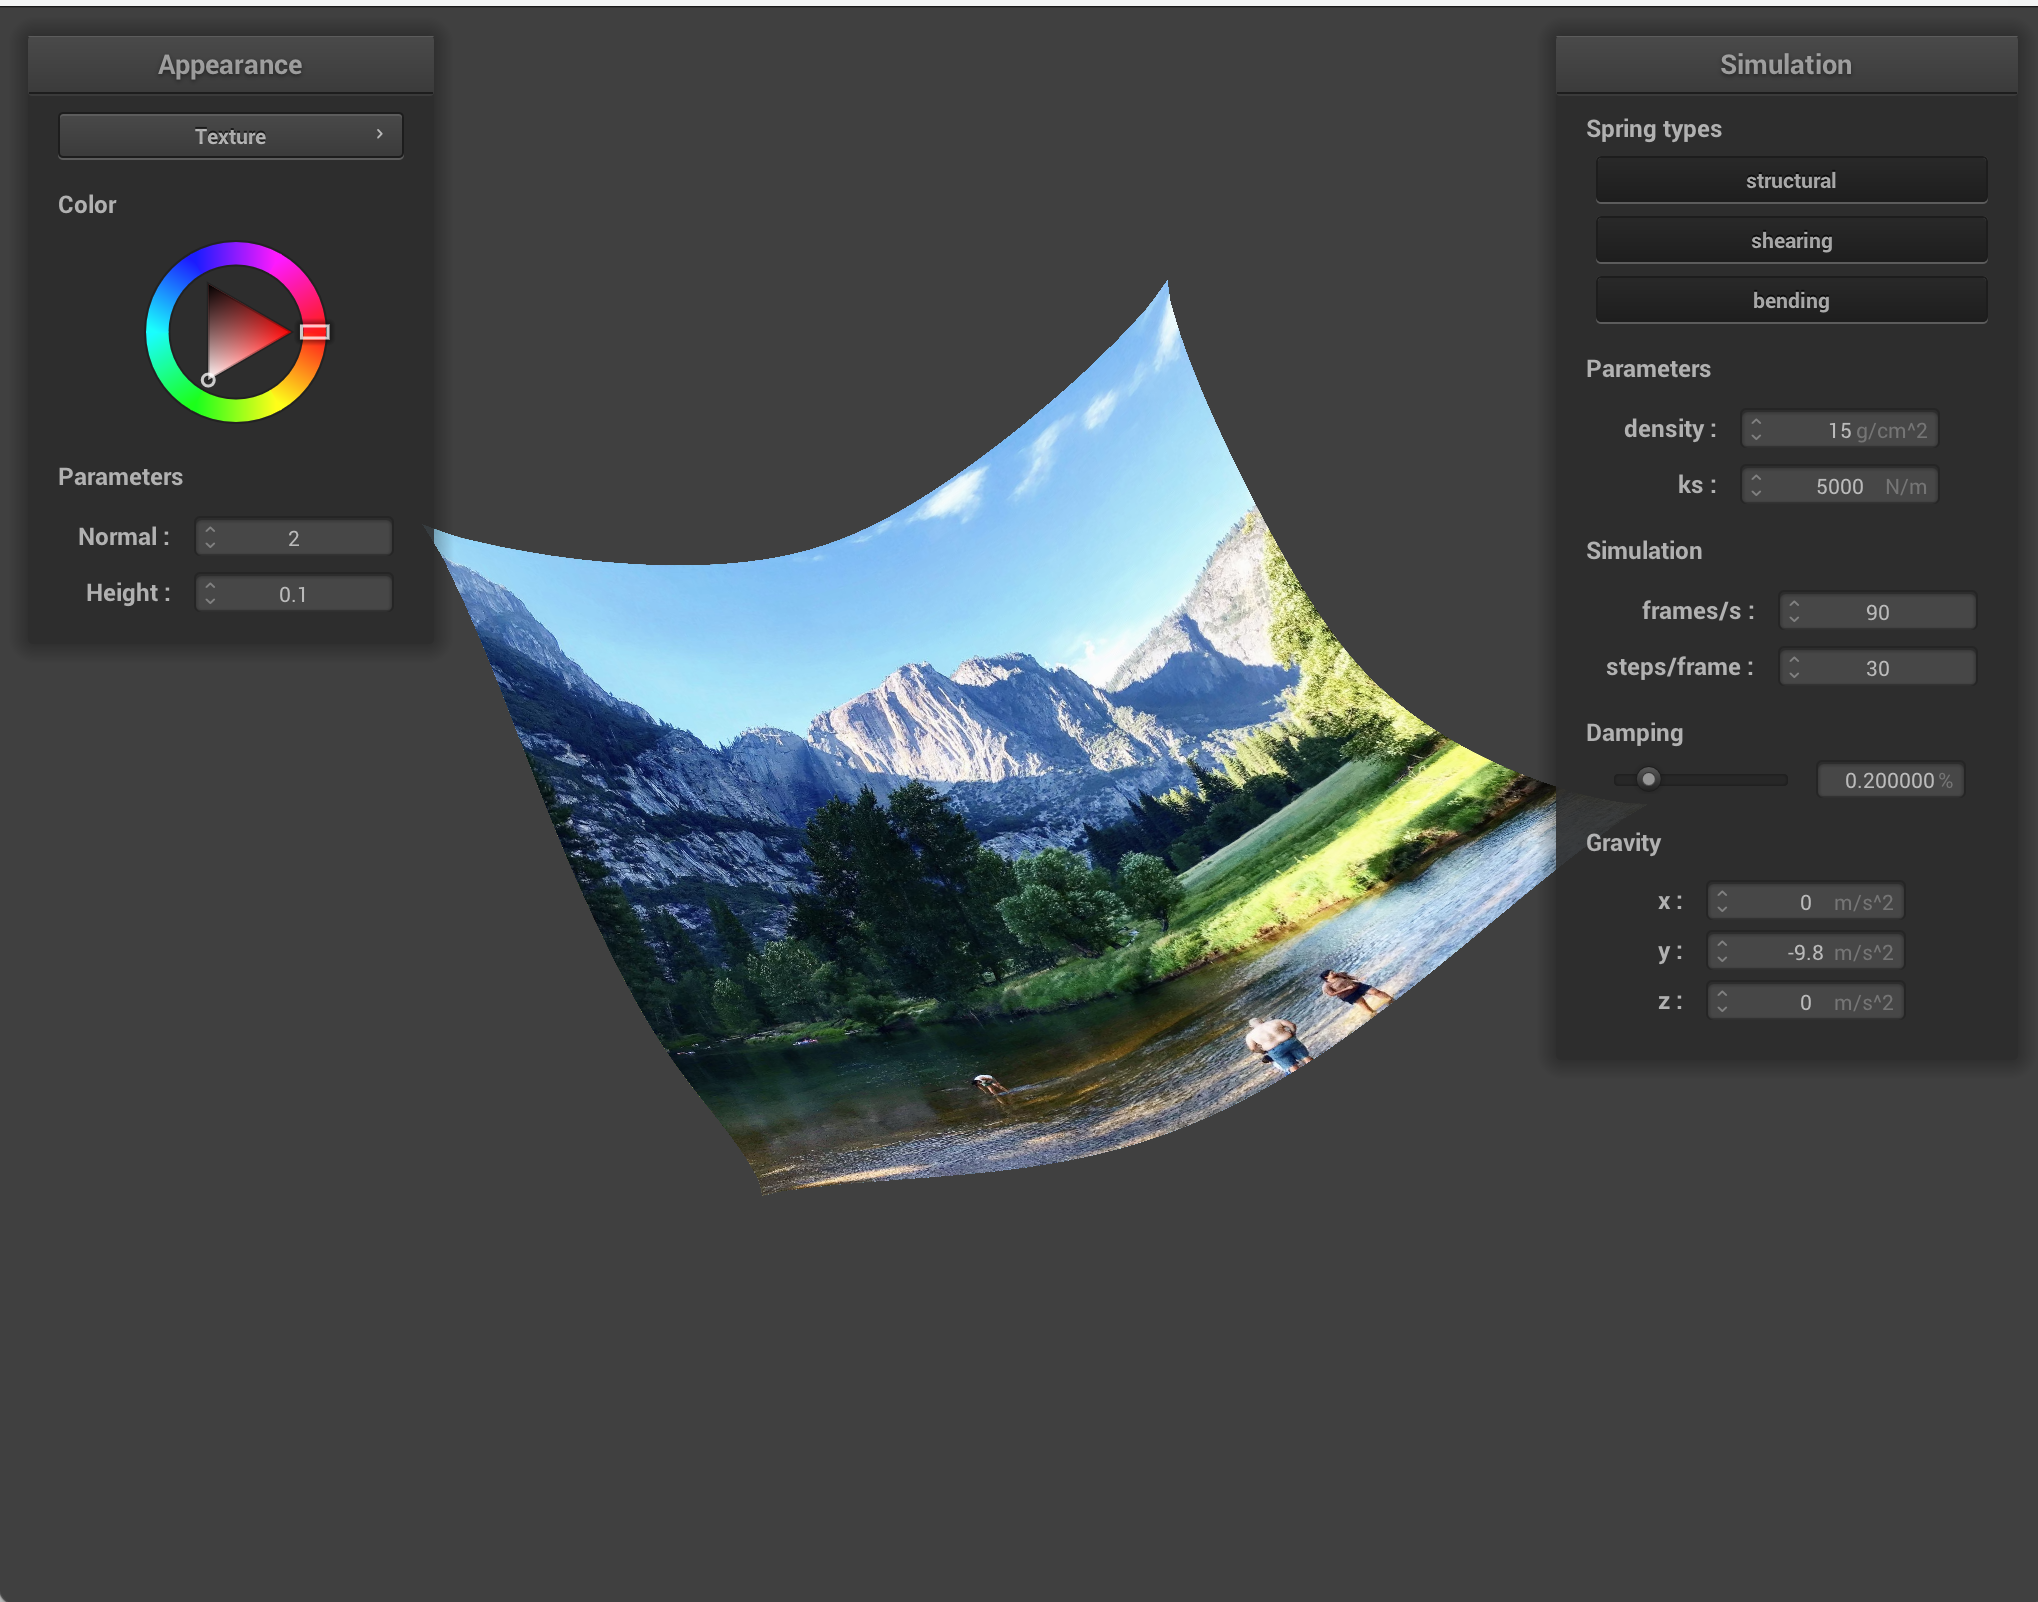 Appearance
Texture
Color
Parameters
Normal : 2
Height : 0.1
Simulation
Spring types
structural
shearing
bending
Parameters
density : 15 g/cm^2
ks : 5000 N/m
Simulation
frames/s : 90
steps/frame : 30
Damping
0.200000 %
Gravity
x : 0 m/s^2
y : -9.8 m/s^2
z : 0 m/s^2